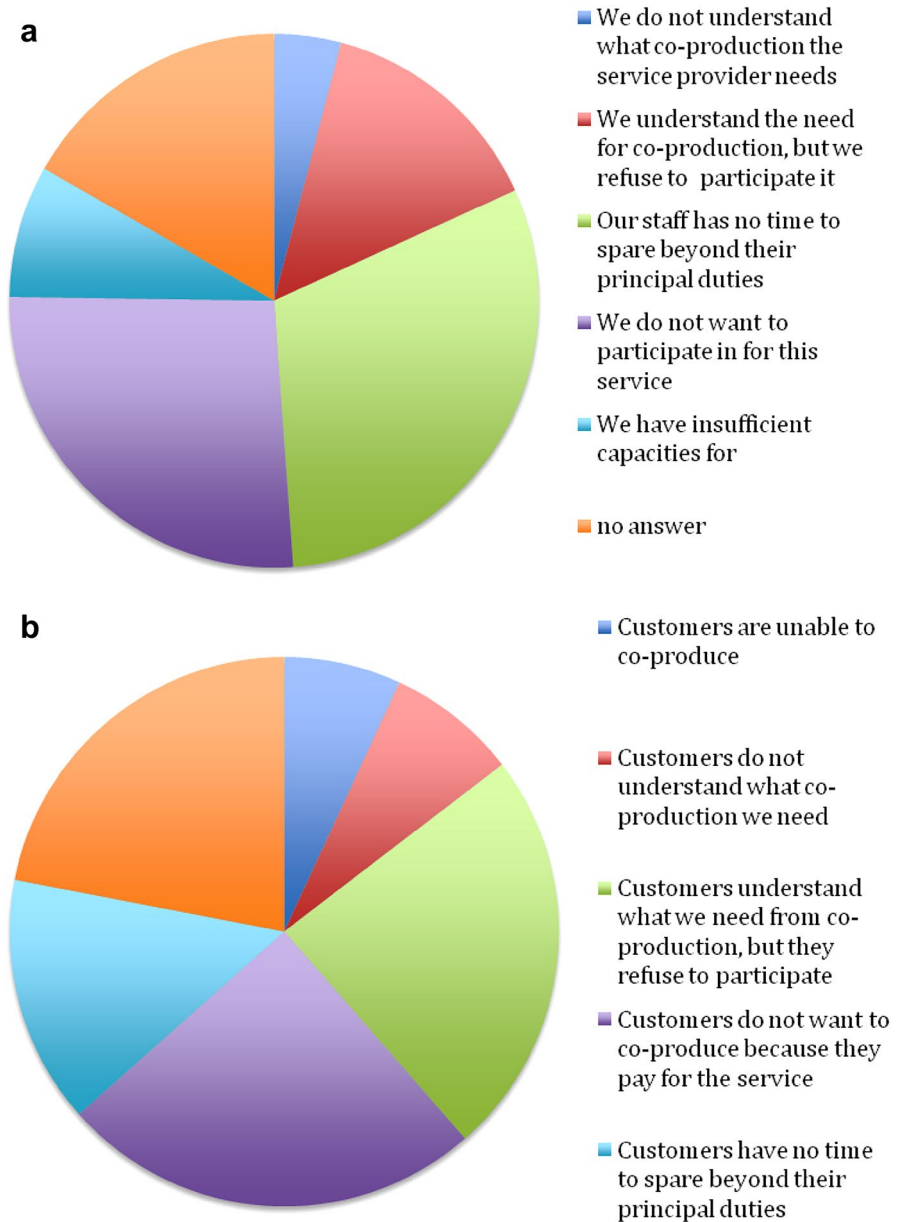 a
We do not understand
what co-production the
service provider needs
We understand the need
for co-production, but we
refuse to participate it
Our staff has no time to
spare beyond their
principal duties
We do not want to
participate in for this
service
We have insufficient
capacities for
no answer
b
Customers are unable to
co-produce
Customers do not
understand what co-
production we need
Customers understand
what we need from co-
production, but they
refuse to participate
Customers do not want to
co-produce because they
pay for the service
Customers have no time
to spare beyond their
principal duties